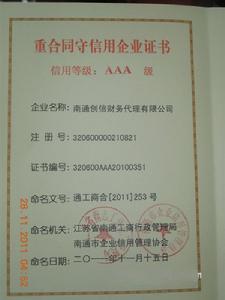 重合同守信用企业证书
信用等级：AAA 级
企业名称：南通创信财务代理有限公司
注册号：320600000210821
证书编号：320600AAA20100351
命名文号：通工商合[2011]253号
命名机关：江苏省南通工商行政管理局
南通市企业信用管理协会
命名日期：二〇一一年十一月十五日
28 11 2011 04:52